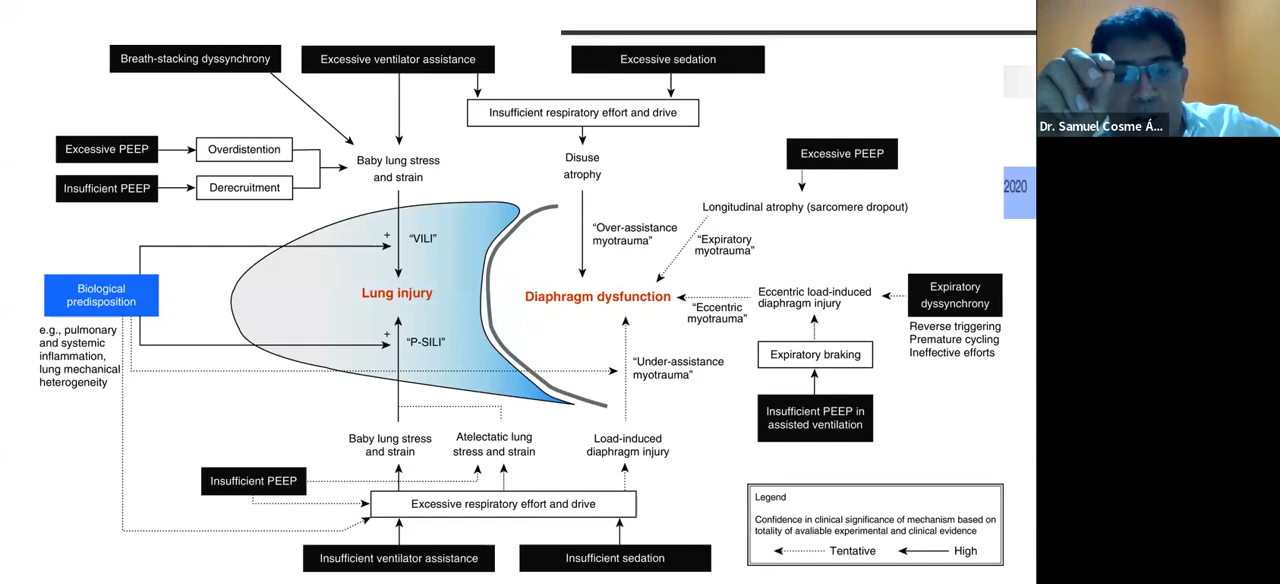 Breath-stacking dyssynchrony
Excessive ventilator assistance
Excessive sedation
Insufficient respiratory effort and drive
Dr. Samuel Cosme Á...
Excessive PEEP
Overdistention
Insufficient PEEP
Derecruitment
Baby lung stress
and strain
Disuse
atrophy
Excessive PEEP
2020
Longitudinal atrophy (sarcomere dropout)
+
“VILI”
“Over-assistance
myotrauma”
“Expiratory
myotrauma”
Biological
predisposition
Lung injury
Diaphragm dysfunction
Eccentric load-induced
diaphragm injury
Expiratory
dyssynchrony
“Eccentric
myotrauma”
e.g., pulmonary
and systemic
inflammation,
lung mechanical
heterogeneity
+
“P-SILI”
Reverse triggering
Premature cycling
Ineffective efforts
Expiratory braking
“Under-assistance
myotrauma”
Insufficient PEEP in
assisted ventilation
Baby lung stress
and strain
Atelectatic lung
stress and strain
Load-induced
diaphragm injury
Insufficient PEEP
Excessive respiratory effort and drive
Insufficient ventilator assistance
Insufficient sedation
Legend
Confidence in clinical significance of mechanism based on
totality of avaliable experimental and clinical evidence
Tentative
High